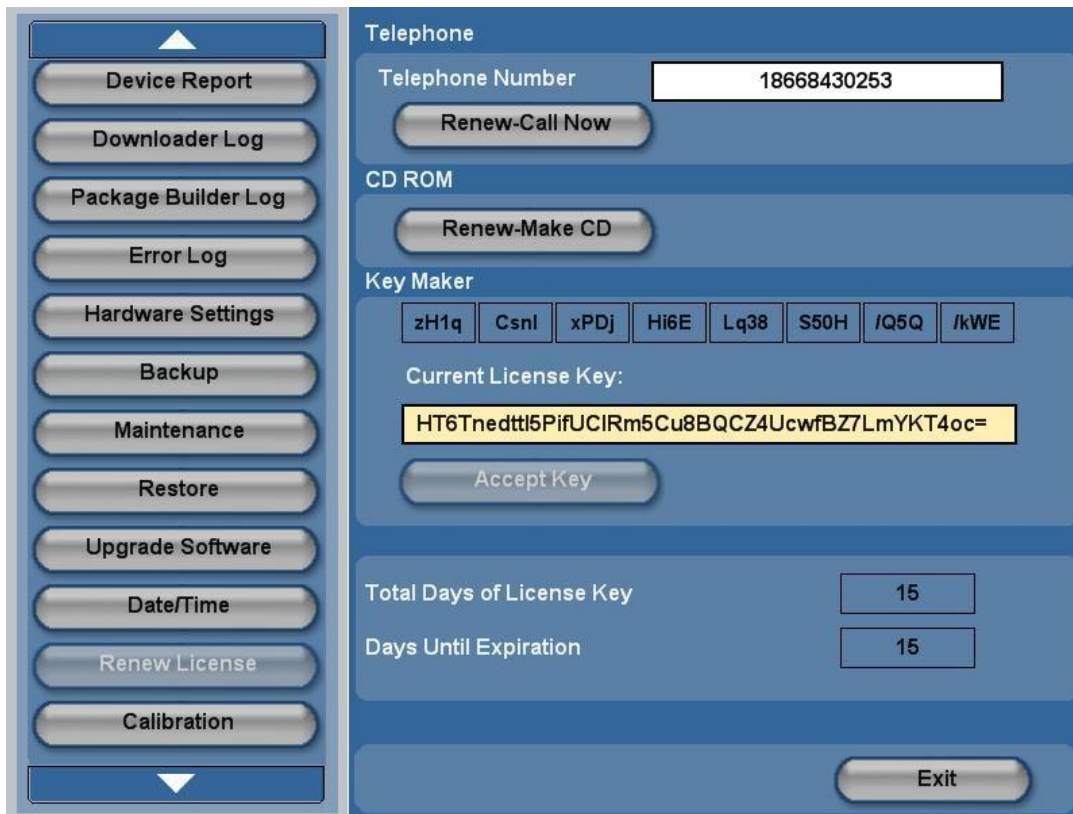 Device Report
Downloader Log
Package Builder Log
Error Log
Hardware Settings
Backup
Maintenance
Restore
Upgrade Software
Date/Time
Renew License
Calibration
Telephone
Telephone Number 18668430253
Renew-Call Now
CD ROM
Renew-Make CD
Key Maker
zH1q Csnl xPDj Hi6E Lq38 S50H /Q5Q /kWE
Current License Key:
HT6Tnedttl5PifUCIRm5Cu8BQCZ4UcwfBZ7LmYKT4oc=
Accept Key
Total Days of License Key 15
Days Until Expiration 15
Exit